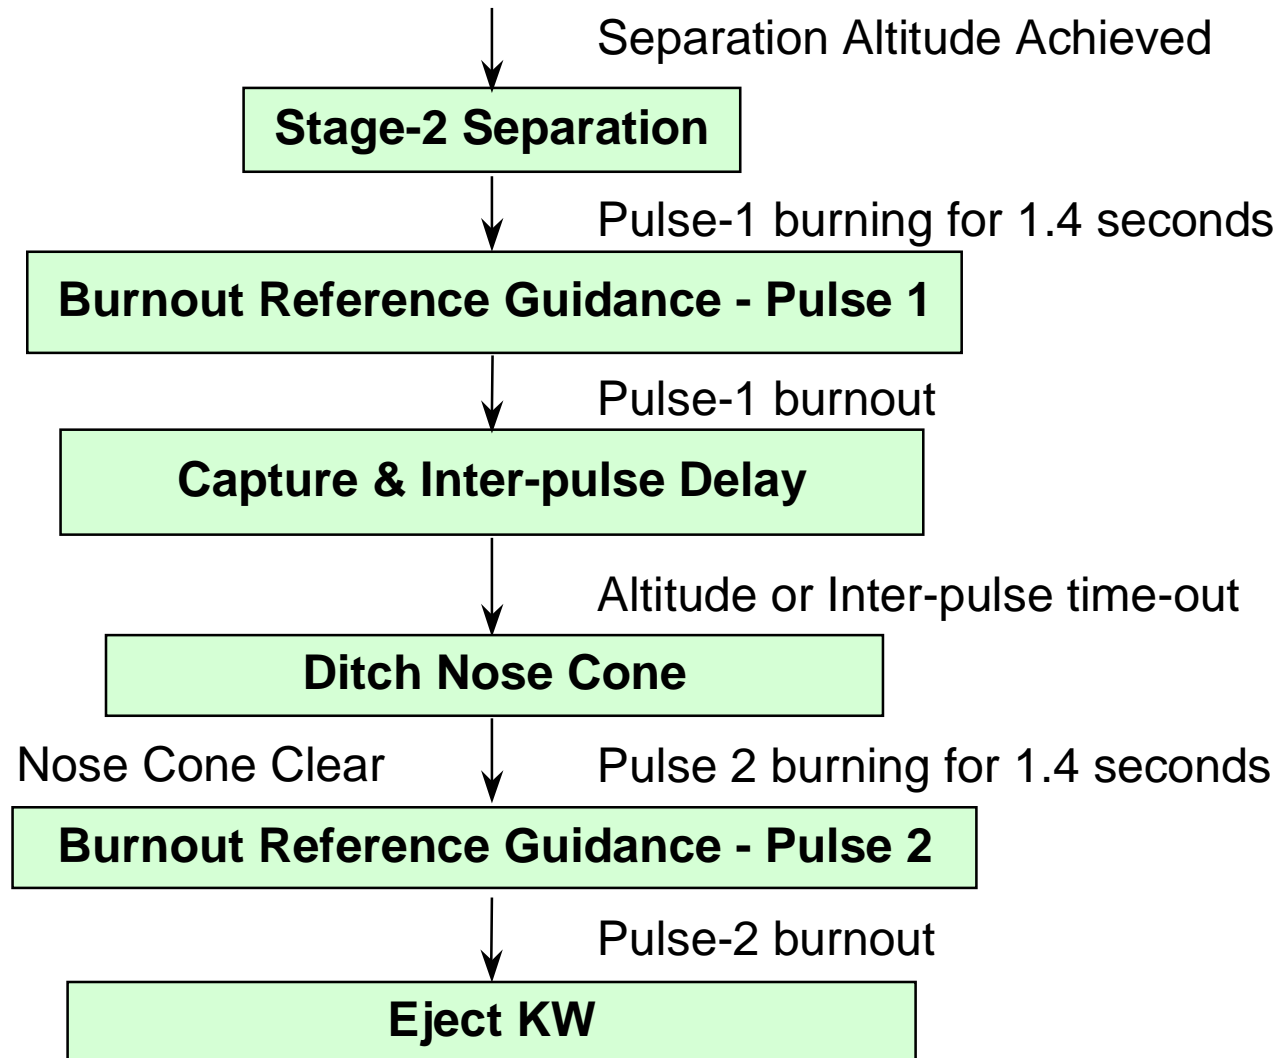 Separation Altitude Achieved
Stage-2 Separation
Pulse-1 burning for 1.4 seconds
Burnout Reference Guidance - Pulse 1
Pulse-1 burnout
Capture & Inter-pulse Delay
Altitude or Inter-pulse time-out
Ditch Nose Cone
Nose Cone Clear
Pulse 2 burning for 1.4 seconds
Burnout Reference Guidance - Pulse 2
Pulse-2 burnout
Eject KW